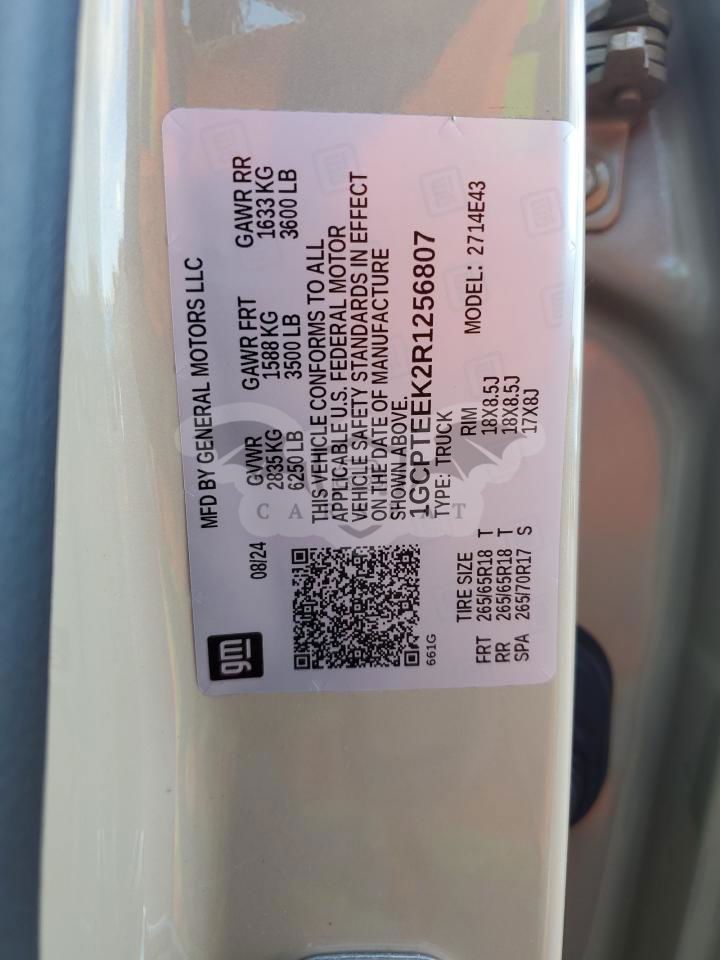 gm
MFD BY GENERAL MOTORS LLC
08/24 GVWR GAWR FRT GAWR RR
2835 KG 1588 KG 1633 KG
6250 LB 3500 LB 3600 LB
THIS VEHICLE CONFORMS TO ALL
APPLICABLE U.S. FEDERAL MOTOR
VEHICLE SAFETY STANDARDS IN EFFECT
ON THE DATE OF MANUFACTURE
SHOWN ABOVE.
1GCPTEEK2R1256807
661G
TYPE: TRUCK MODEL: 2714E43
TIRE SIZE RIM
FRT 265/65R18 T 18X8.5J
RR 265/65R18 T 18X8.5J
SPA 265/70R17 S 17X8J